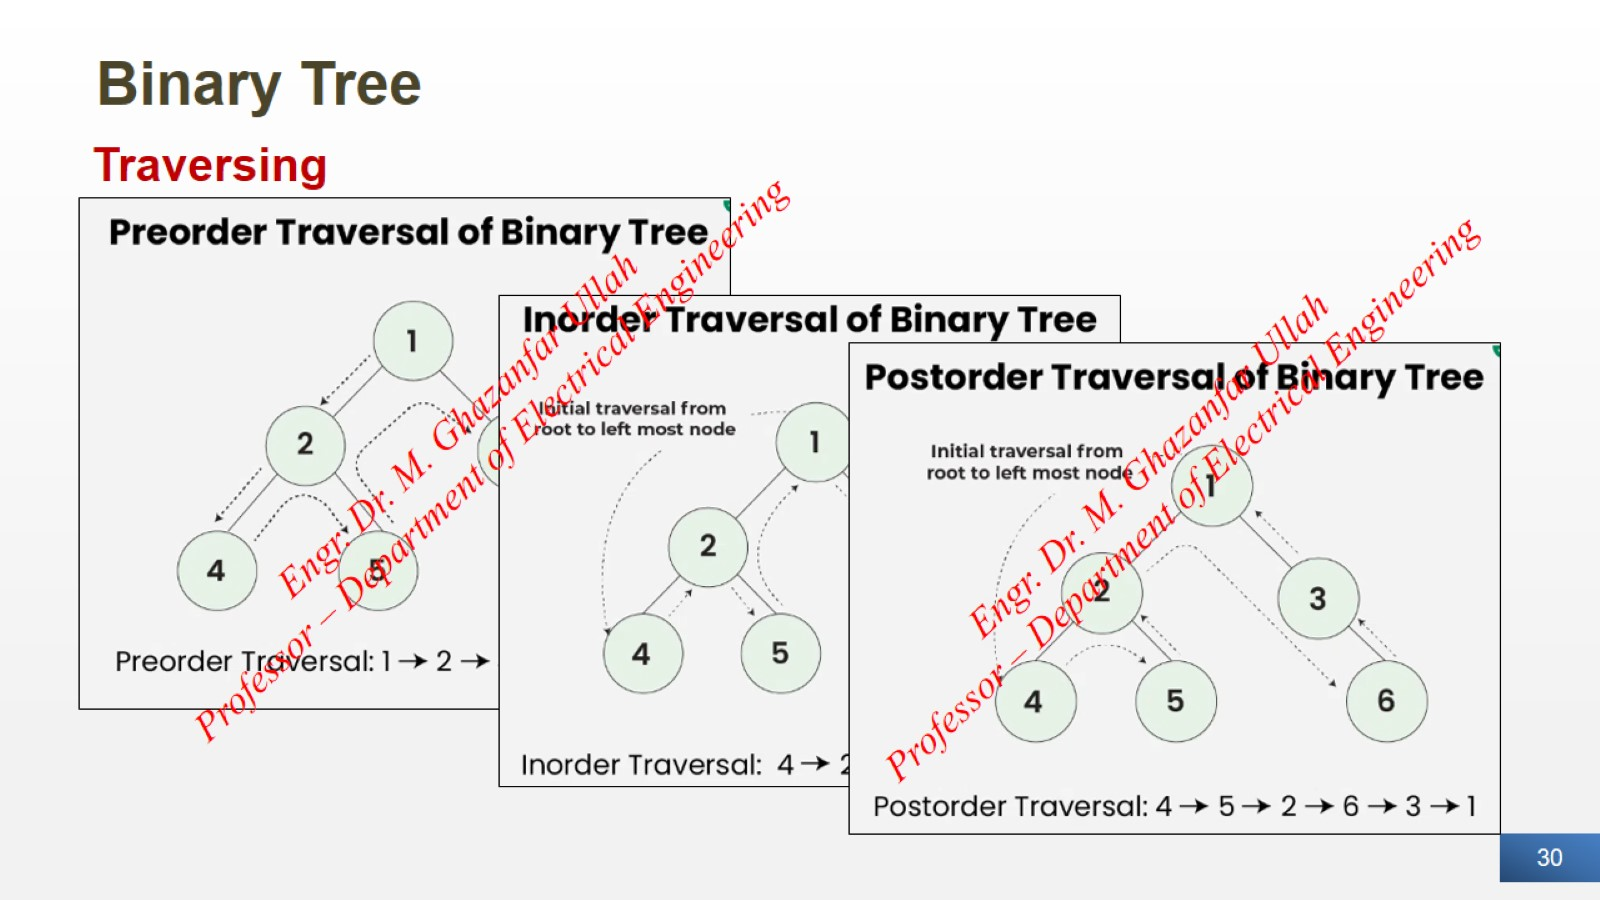 Binary Tree
Traversing
Preorder Traversal of Binary Tree
1
2
4
5
Preorder Traversal: 1 → 2 →
Inorder Traversal of Binary Tree
Initial traversal from
root to left most node
1
2
4
5
Inorder Traversal: 4 → 2
Postorder Traversal of Binary Tree
Initial traversal from
root to left most node
1
2
3
4
5
6
Postorder Traversal: 4 → 5 → 2 → 6 → 3 → 1
Engr. Dr. M. Ghazanfar Ullah
Professor – Department of Electrical Engineering
Engr. Dr. M. Ghazanfar Ullah
Professor – Department of Electrical Engineering
30